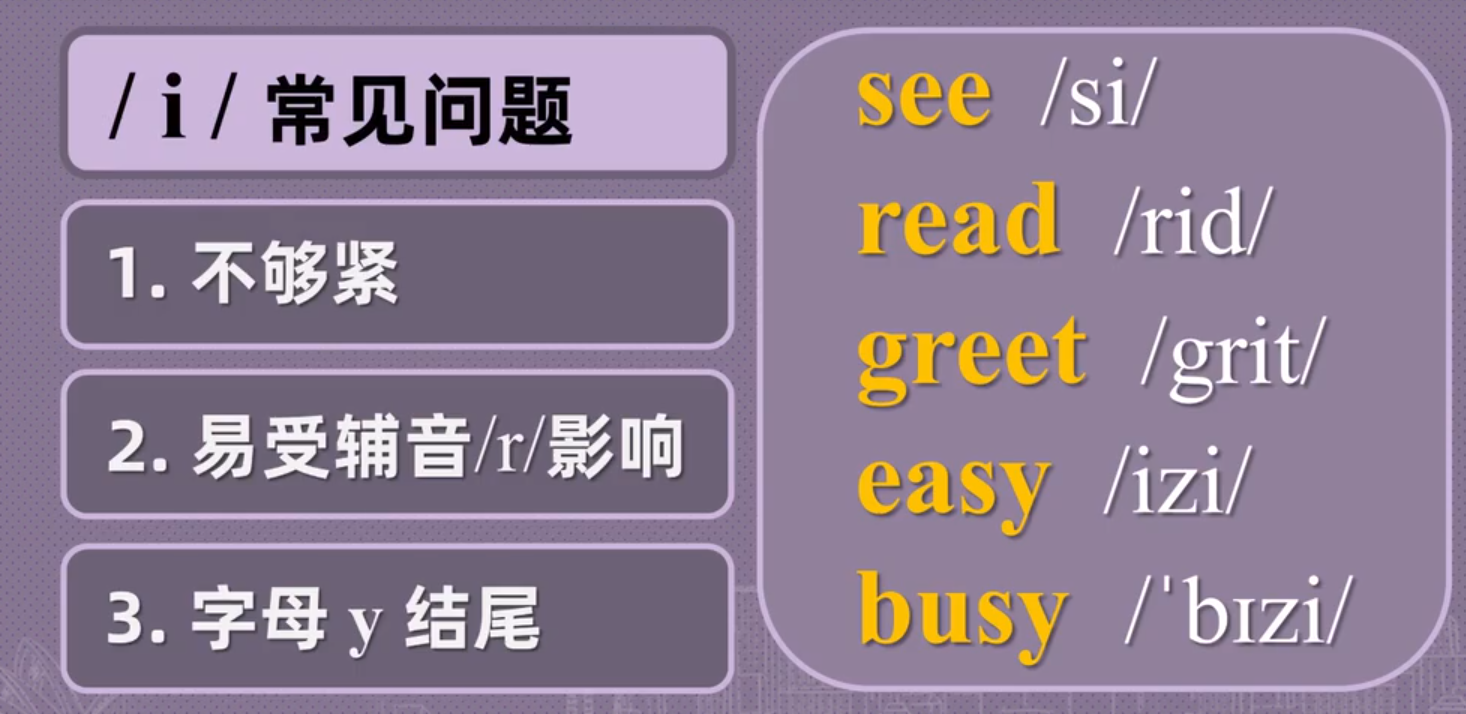 / i / 常见问题
1. 不够紧
2. 易受辅音/r/影响
3. 字母 y 结尾
see /si/
read /rid/
greet /grit/
easy /izi/
busy /ˈbɪzi/